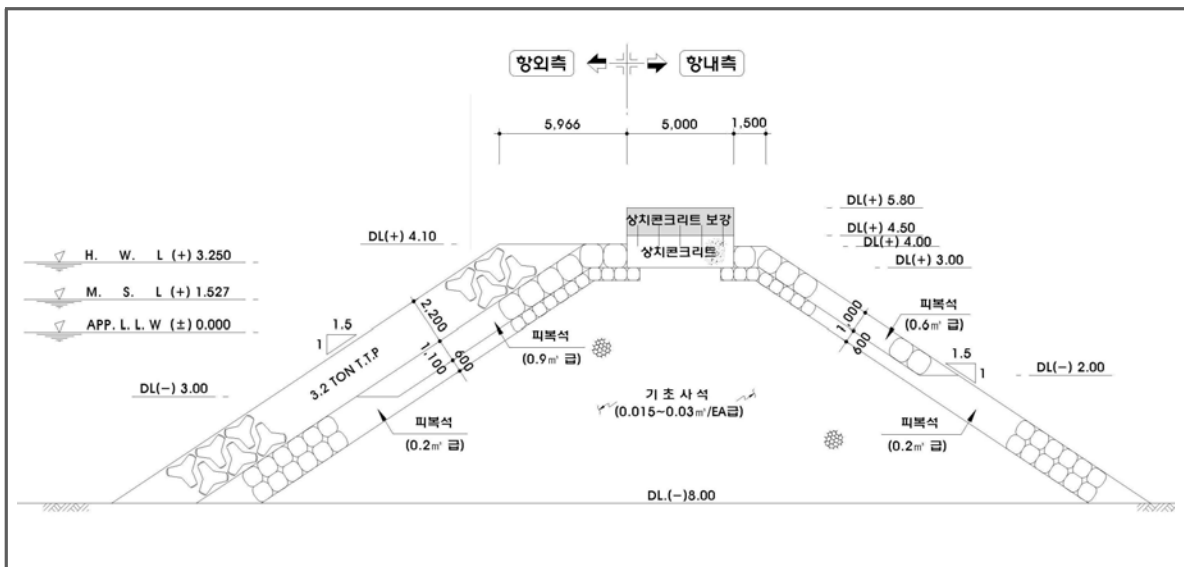 항외측
항내측
5,966
5,000
1,500
DL(+) 5.80
상치콘크리트 보강
DL(+) 4.50
DL(+) 4.10
DL(+) 4.00
상치콘크리트
H. W. L (+) 3.250
DL(+) 3.00
M. S. L (+) 1.527
APP. L. L. W (±) 0.000
2,200
1,000
피복석
(0.6㎥ 급)
1.5
1
피복석
(0.9㎥ 급)
600
1,100
600
1.5
1
3.2 TON T.T.P
DL(-) 3.00
DL(-) 2.00
기 초 사 석
(0.015~0.03㎥/EA급)
피복석
(0.2㎥ 급)
피복석
(0.2㎥ 급)
DL.(-)8.00